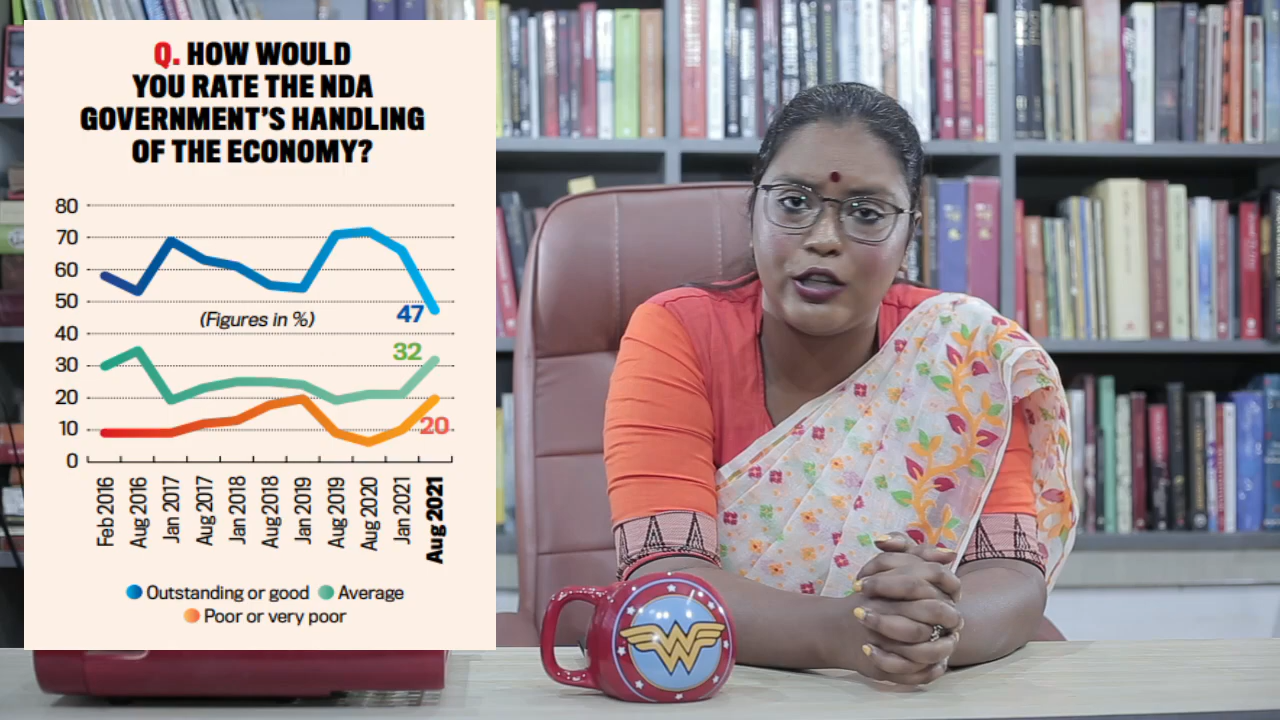 Q. HOW WOULD
YOU RATE THE NDA
GOVERNMENT'S HANDLING
OF THE ECONOMY?
80
70
60
50
40
30
20
10
0
(Figures in %)
47
32
20
Feb 2016
Aug 2016
Jan 2017
Aug 2017
Jan 2018
Aug 2018
Jan 2019
Aug 2019
Aug 2020
Jan 2021
Aug 2021
Outstanding or good
Average
Poor or very poor